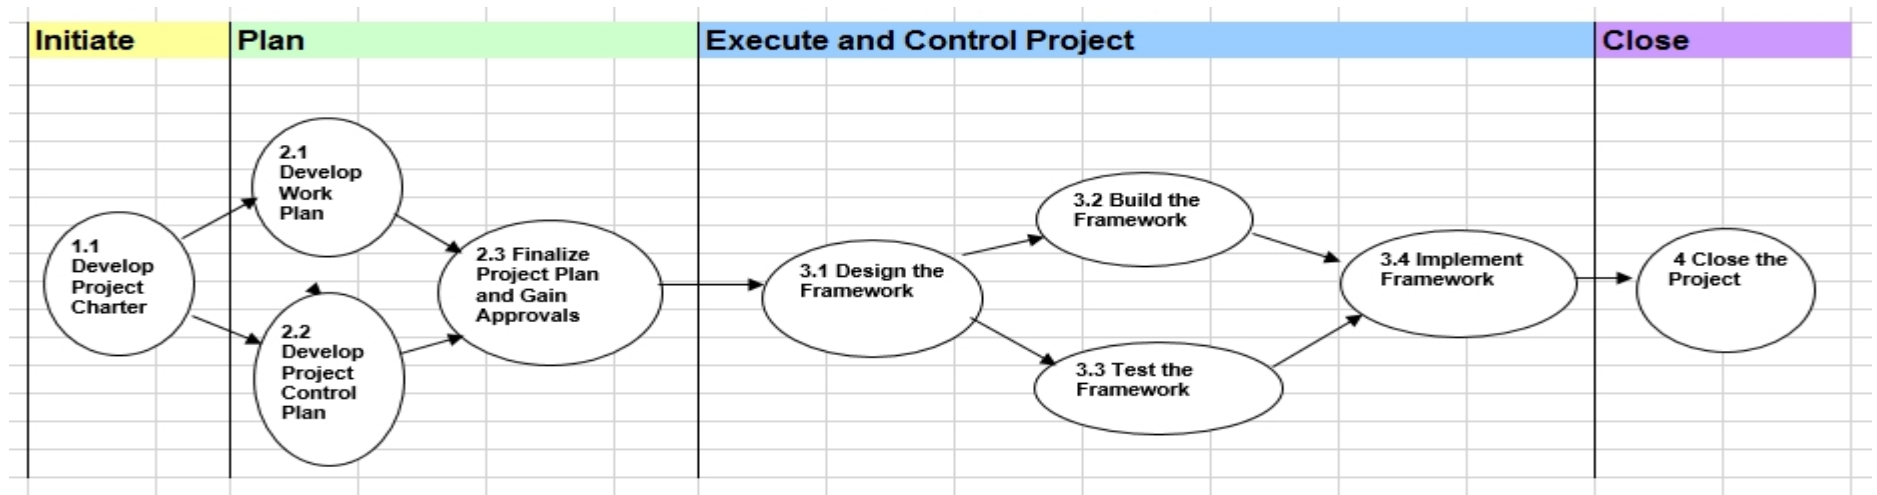 Initiate
Plan
Execute and Control Project
Close
1.1
Develop
Project
Charter
2.1
Develop
Work
Plan
2.2
Develop
Project
Control
Plan
2.3 Finalize
Project Plan
and Gain
Approvals
3.1 Design the
Framework
3.2 Build the
Framework
3.3 Test the
Framework
3.4 Implement
Framework
4 Close the
Project